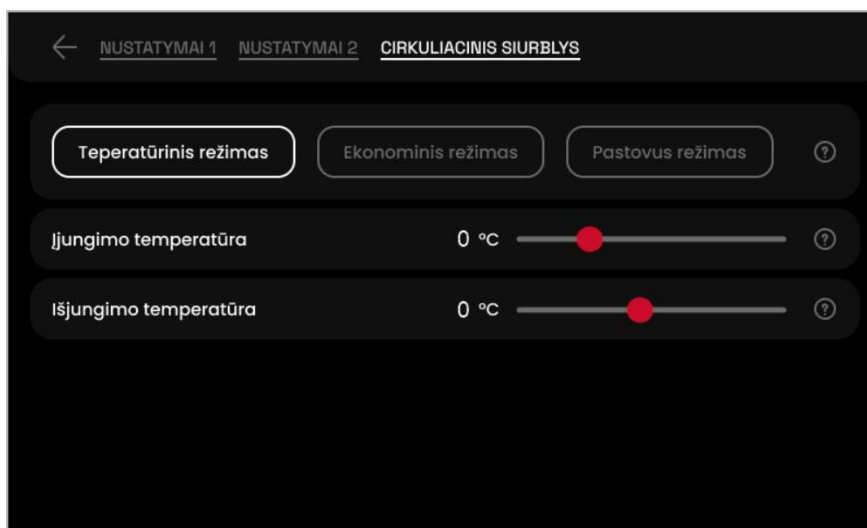 NUSTATYMAI 1 NUSTATYMAI 2 CIRKULIACINIS SIURBLYS
Teperatūrinis režimas Ekonominis režimas Pastovus režimas ?
Įjungimo temperatūra 0 °C ?
Išjungimo temperatūra 0 °C ?